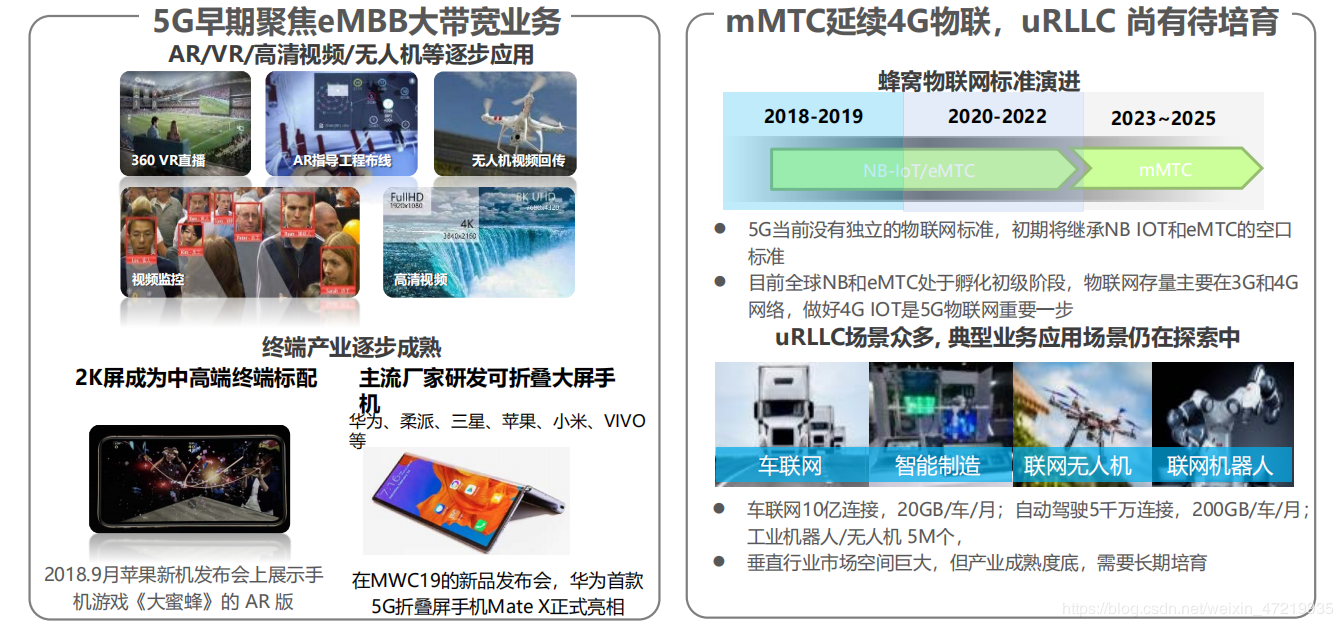 5G早期聚焦eMBB大带宽业务
AR/VR/高清视频/无人机等逐步应用
360 VR直播
AR指导工程布线
无人机视频回传
视频监控
FullHD
1920x1080
4K
3840x2160
8K UHD
7680x4320
高清视频
终端产业逐步成熟
2K屏成为中高端终端标配
主流厂家研发可折叠大屏手
机
华为、柔派、三星、苹果、小米、VIVO
等
2018.9月苹果新机发布会上展示手
机游戏《大蜜蜂》的 AR 版
在MWC19的新品发布会，华为首款
5G折叠屏手机Mate X正式亮相
mMTC延续4G物联，uRLLC 尚有待培育
蜂窝物联网标准演进
2018-2019
2020-2022
2023~2025
NB-IoT/eMTC
mMTC
● 5G当前没有独立的物联网标准，初期将继承NB IOT和eMTC的空口
标准
● 目前全球NB和eMTC处于孵化初级阶段，物联网存量主要在3G和4G
网络，做好4G IOT是5G物联网重要一步
uRLLC场景众多, 典型业务应用场景仍在探索中
车联网
智能制造
联网无人机
联网机器人
● 车联网10亿连接，20GB/车/月；自动驾驶5千万连接，200GB/车/月；
工业机器人/无人机 5M个，
● 垂直行业市场空间巨大，但产业成熟度底，需要长期培育
https://blog.csdn.net/weixin_47219935